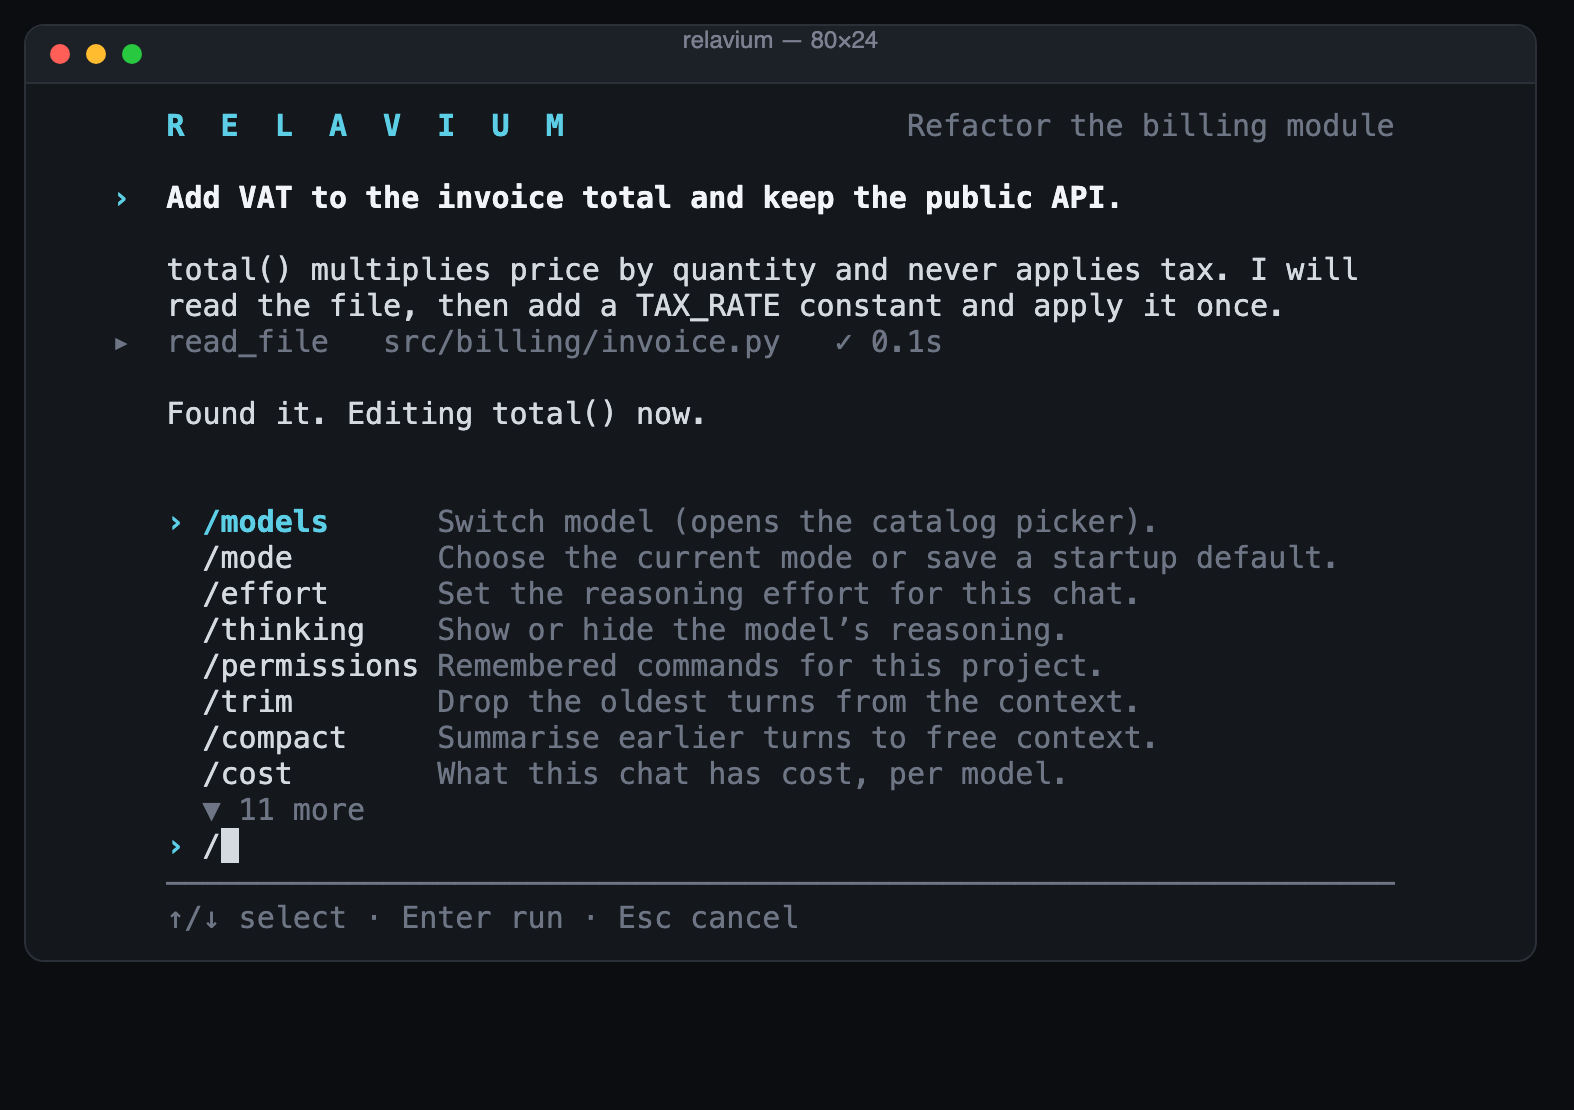 relavium — 80×24
R E L A V I U M Refactor the billing module
› Add VAT to the invoice total and keep the public API.
total() multiplies price by quantity and never applies tax. I will
read the file, then add a TAX_RATE constant and apply it once.
▸ read_file src/billing/invoice.py ✓ 0.1s
Found it. Editing total() now.
› /models Switch model (opens the catalog picker).
/mode Choose the current mode or save a startup default.
/effort Set the reasoning effort for this chat.
/thinking Show or hide the model’s reasoning.
/permissions Remembered commands for this project.
/trim Drop the oldest turns from the context.
/compact Summarise earlier turns to free context.
/cost What this chat has cost, per model.
▼ 11 more
› /
↑/↓ select · Enter run · Esc cancel